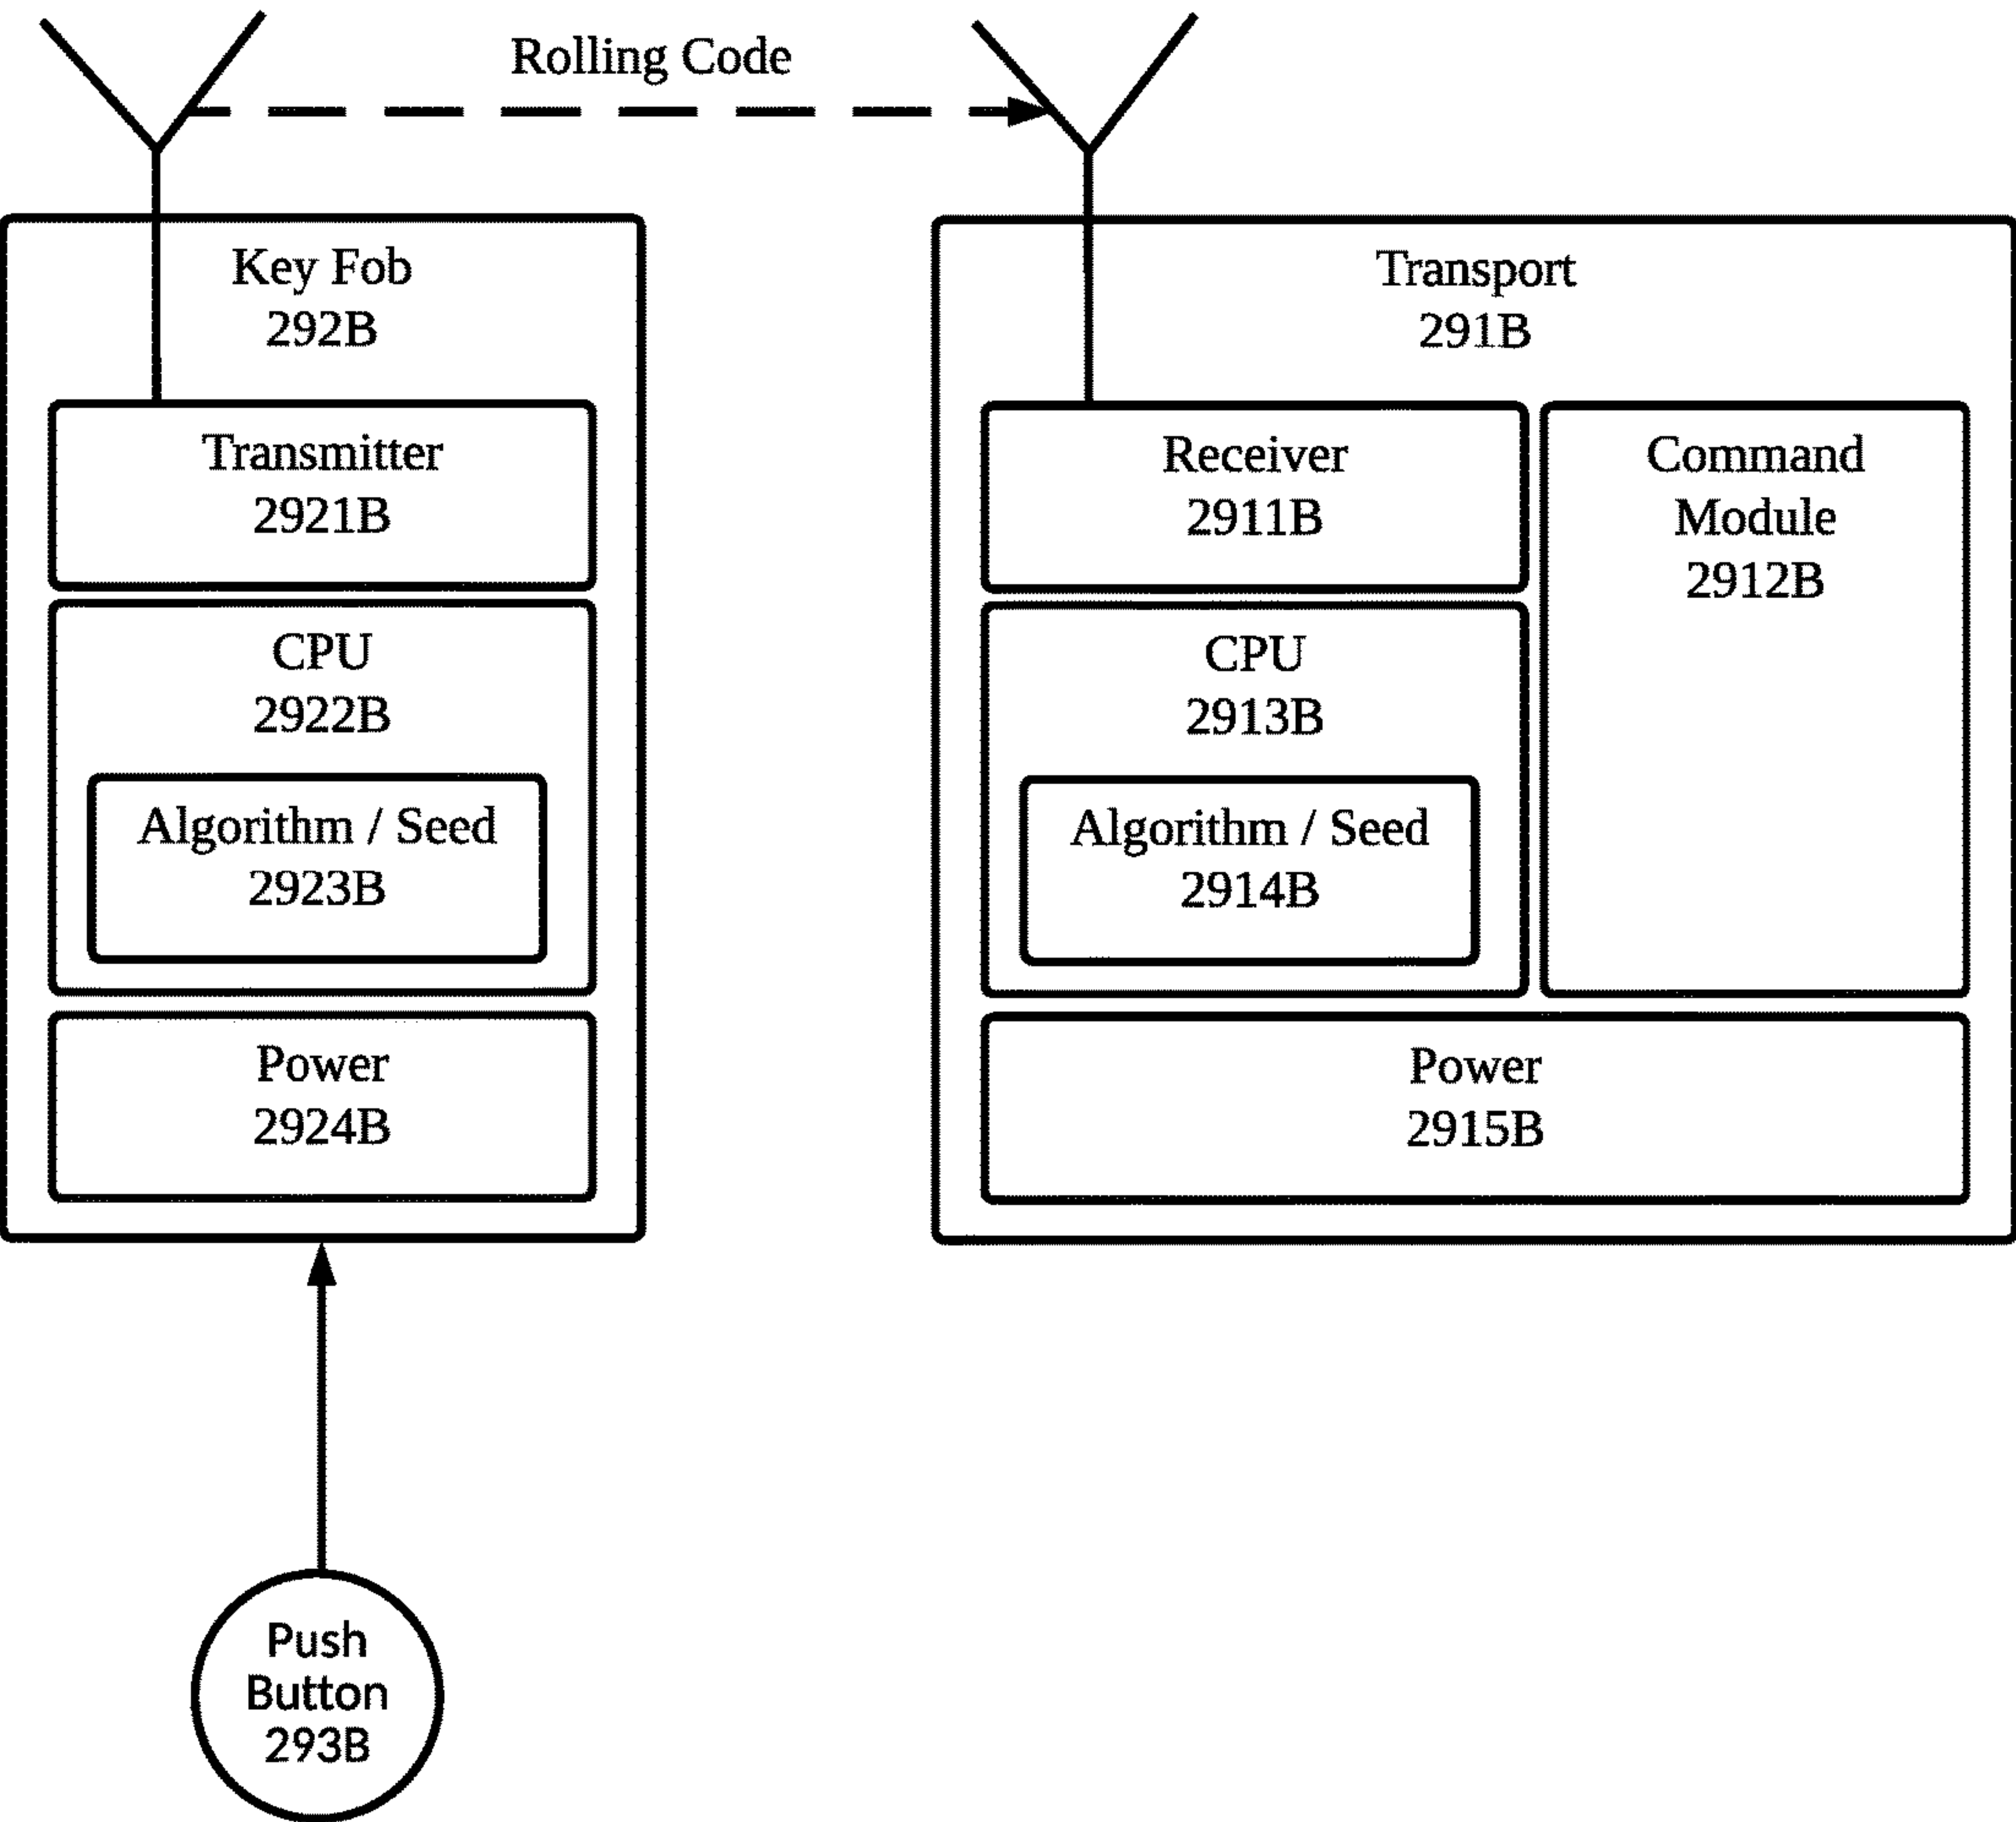 Rolling Code
Key Fob
292B
Transmitter
2921B
CPU
2922B
Algorithm / Seed
2923B
Power
2924B
Push
Button
293B
Transport
291B
Receiver
2911B
CPU
2913B
Algorithm / Seed
2914B
Command
Module
2912B
Power
2915B